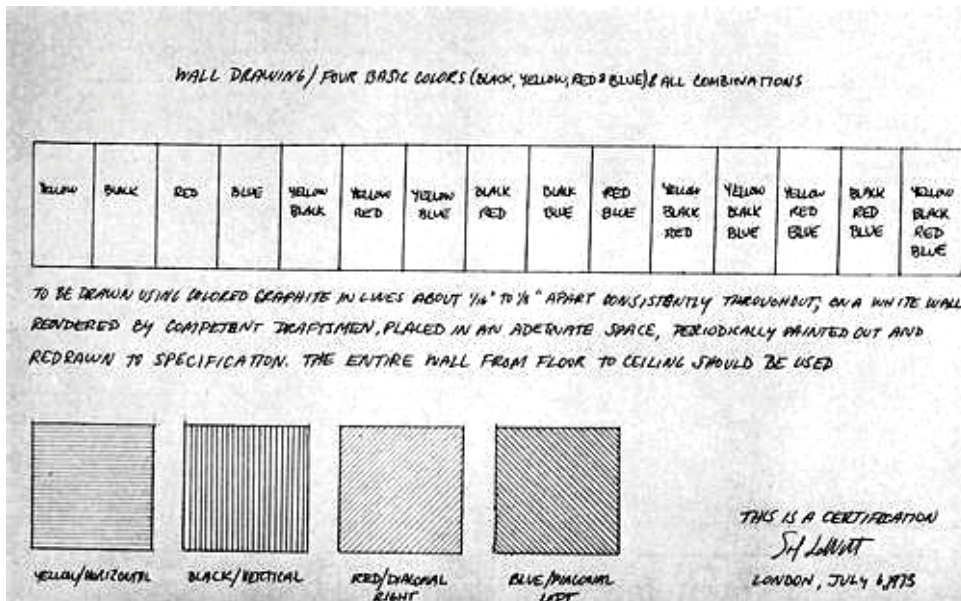 WALL DRAWING / FOUR BASIC COLORS (BLACK, YELLOW, RED & BLUE) & ALL COMBINATIONS
YELLOW BLACK RED BLUE YELLOW YELLOW YELLOW BLACK BLACK RED YELLOW YELLOW YELLOW BLACK YELLOW
BLACK RED BLUE RED BLUE BLUE BLACK BLACK RED RED BLACK
RED BLUE BLUE BLUE RED
BLUE
TO BE DRAWN USING COLORED GRAPHITE IN LINES ABOUT 1/16" TO 1/8" APART CONSISTENTLY THROUGHOUT, ON A WHITE WALL
RENDERED BY COMPETENT DRAFTSMEN, PLACED IN AN ADEQUATE SPACE, PERIODICALLY PAINTED OUT AND
REDRAWN TO SPECIFICATION. THE ENTIRE WALL FROM FLOOR TO CEILING SHOULD BE USED
THIS IS A CERTIFICATION
Sol LeWitt
LONDON, JULY 6, 1973
YELLOW/HORIZONTAL BLACK/VERTICAL RED/DIAGONAL BLUE/DIAGONAL
RIGHT LEFT